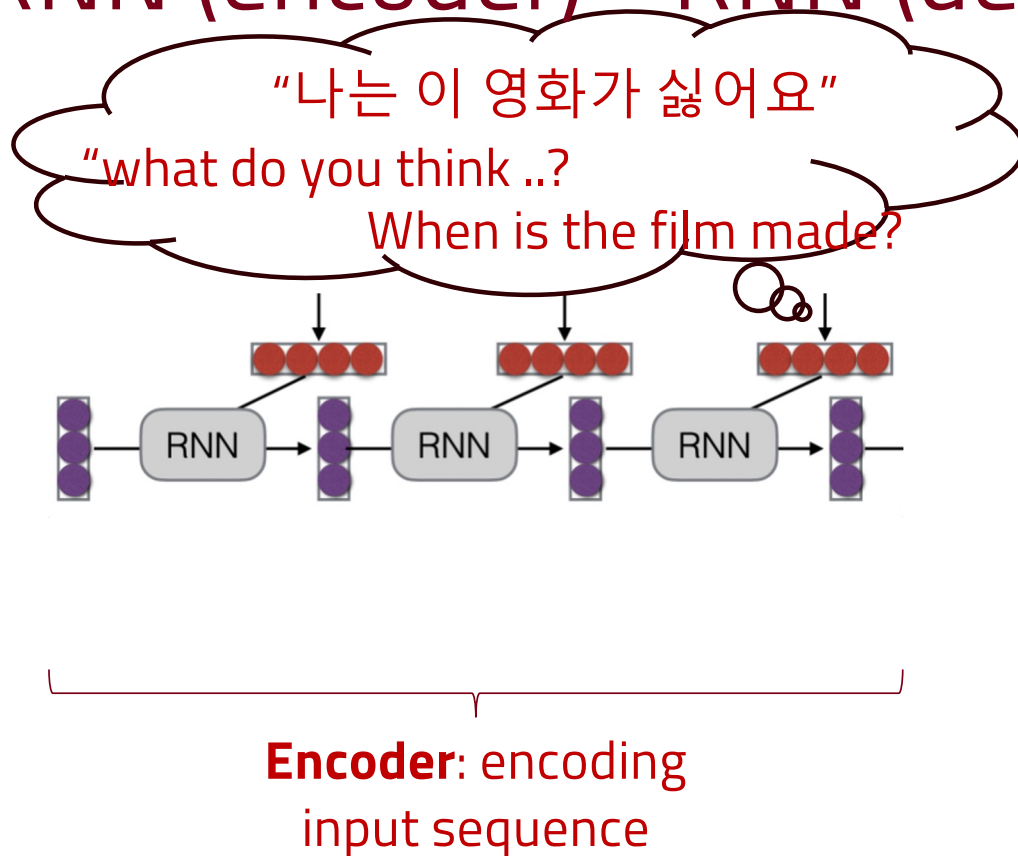 (encoder)
“나는 이 영화가 싫어요”
“what do you think ..?
When is the film made?
RNN RNN RNN
Encoder: encoding
input sequence